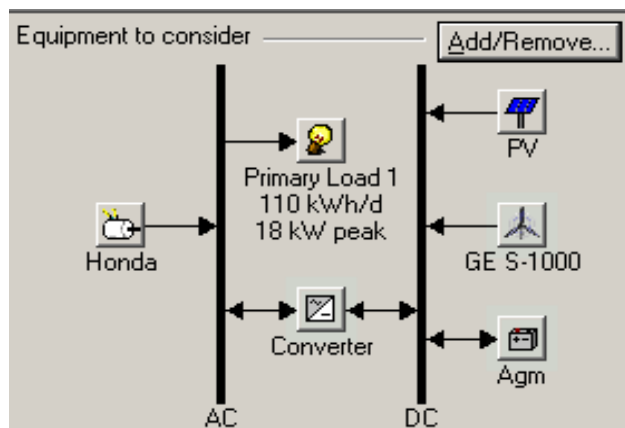 Equipment to consider
Add/Remove...
PV
Primary Load 1
110 kWh/d
18 kW peak
Honda
GE S-1000
Converter
Agm
AC
DC